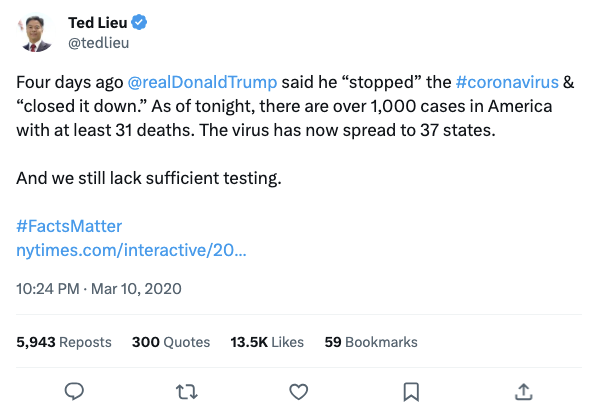 Ted Lieu
@tedlieu
Four days ago @realDonaldTrump said he “stopped” the #coronavirus &
“closed it down.” As of tonight, there are over 1,000 cases in America
with at least 31 deaths. The virus has now spread to 37 states.
And we still lack sufficient testing.
#FactsMatter
nytimes.com/interactive/20...
10:24 PM · Mar 10, 2020
5,943 Reposts 300 Quotes 13.5K Likes 59 Bookmarks